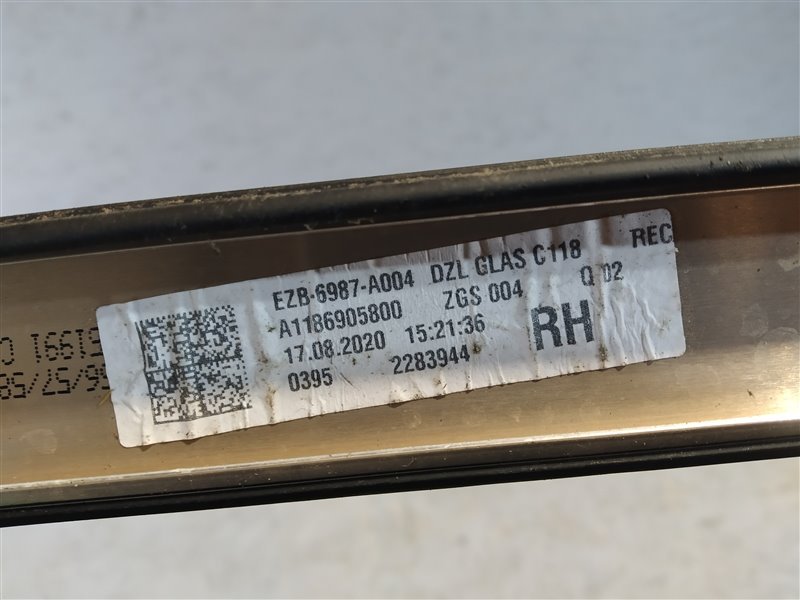 EZB-6987-A004 DZL GLAS C118 REC
A1186905800 ZGS 004 Q 02
17.08.2020 15:21:36 RH
0395 2283944